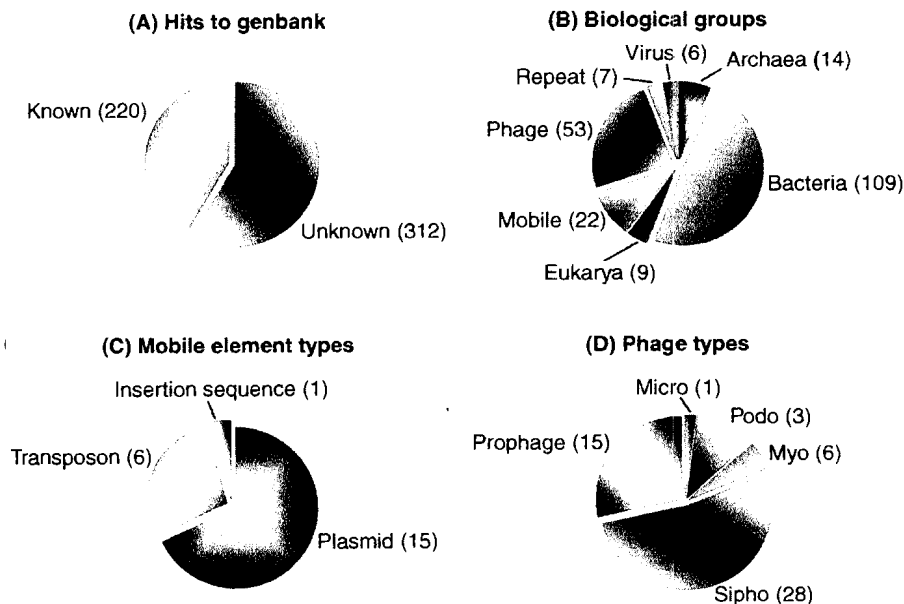 (A) Hits to genbank
Known (220)
Unknown (312)
(B) Biological groups
Virus (6)
Archaea (14)
Repeat (7)
Phage (53)
Bacteria (109)
Mobile (22)
Eukarya (9)
(C) Mobile element types
Insertion sequence (1)
Transposon (6)
Plasmid (15)
(D) Phage types
Micro (1)
Podo (3)
Prophage (15)
Myo (6)
Sipho (28)